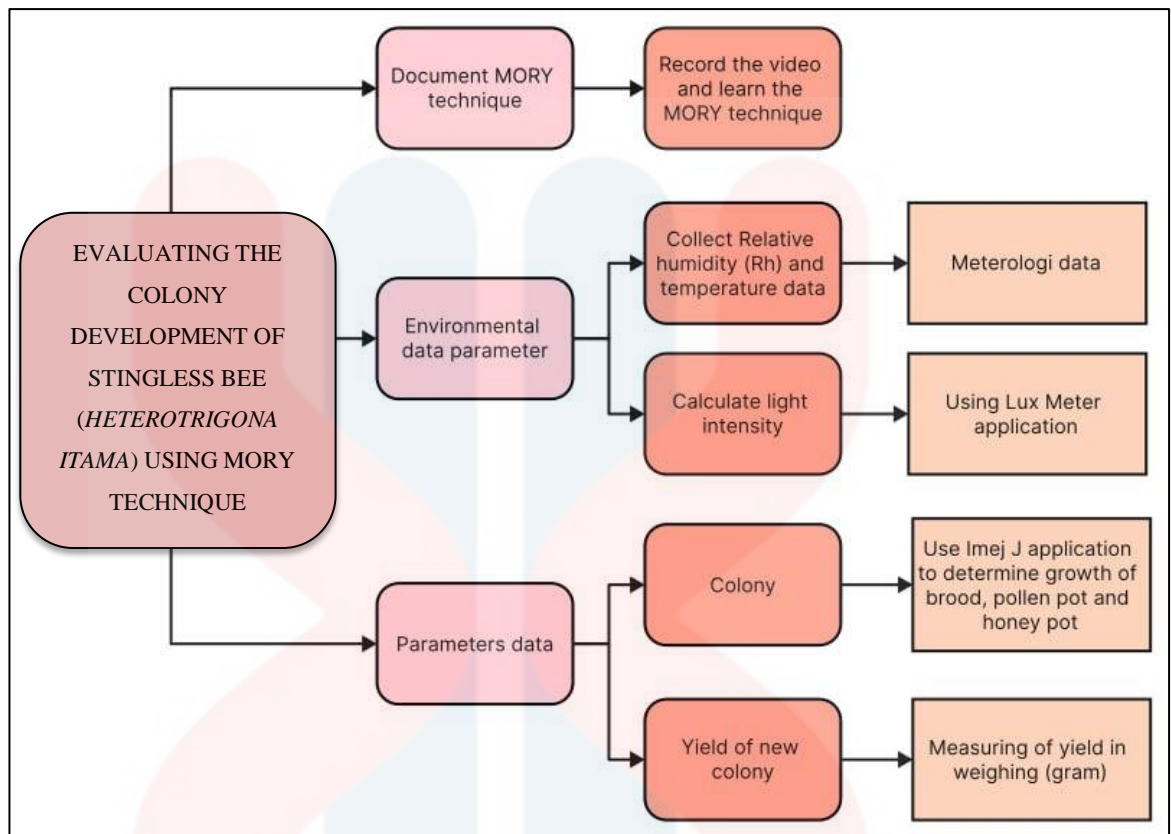 Document MORY
technique
Record the video
and learn the
MORY technique
EVALUATING THE
COLONY
DEVELOPMENT OF
STINGLESS BEE
(HETEROTRIGONA
ITAMA) USING MORY
TECHNIQUE
Environmental
data parameter
Collect Relative
humidity (Rh) and
temperature data
Meterologi data
Calculate light
intensity
Using Lux Meter
application
Parameters data
Colony
Use Imej J application
to determine growth of
brood, pollen pot and
honey pot
Yield of new
colony
Measuring of yield in
weighing (gram)